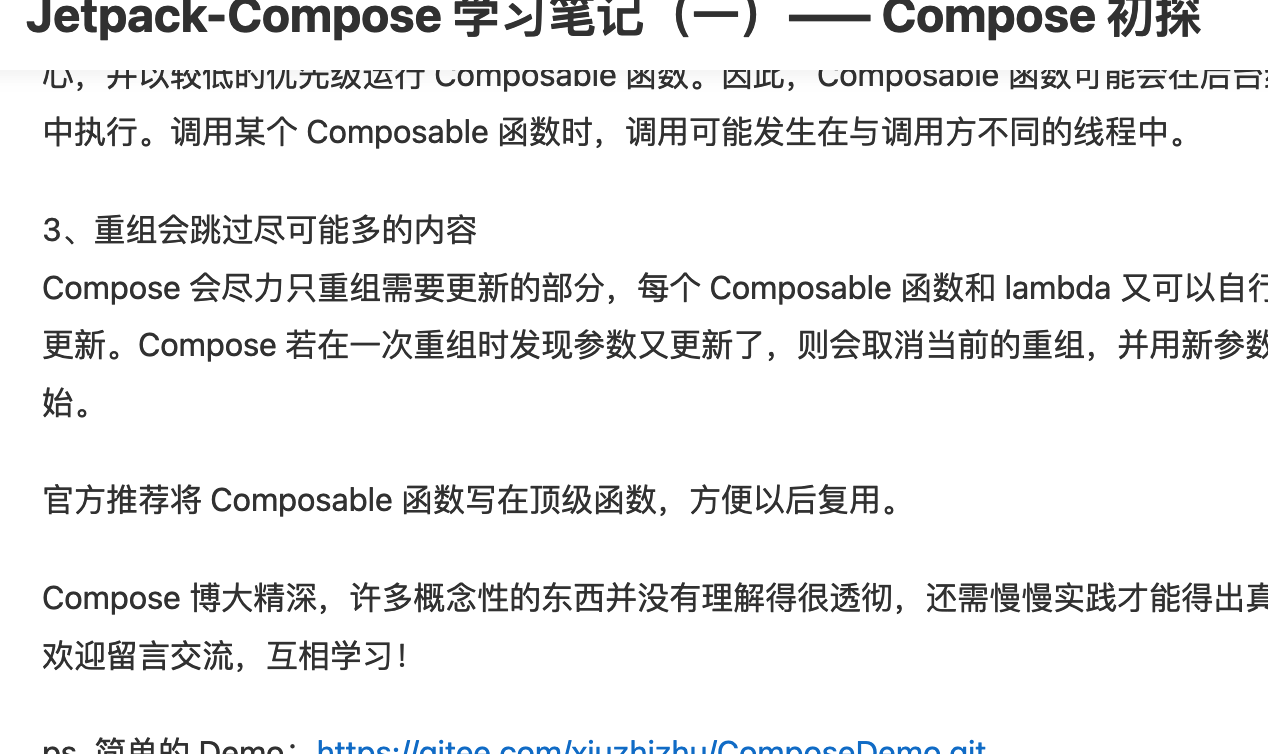 Jetpack-Compose 学习笔记（一）—— Compose 初探
心，并以较低的优先级运行 Composable 函数。因此，Composable 函数可能会在后台
中执行。调用某个 Composable 函数时，调用可能发生在与调用方不同的线程中。
3、重组会跳过尽可能多的内容
Compose 会尽力只重组需要更新的部分，每个 Composable 函数和 lambda 又可以自行
更新。Compose 若在一次重组时发现参数又更新了，则会取消当前的重组，并用新参数
始。
官方推荐将 Composable 函数写在顶级函数，方便以后复用。
Compose 博大精深，许多概念性的东西并没有理解得很透彻，还需慢慢实践才能得出真
欢迎留言交流，互相学习！
ps. 简单的 Demo：https://gitee.com/xiuzhizhu/ComposeDemo.git